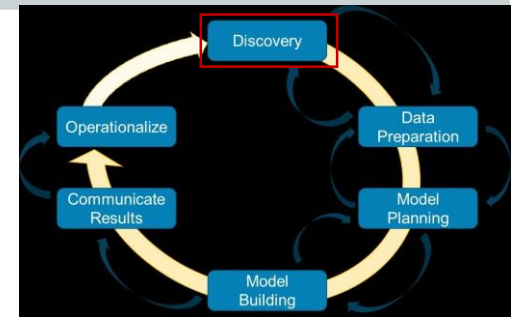 Discovery
Data
Preparation
Model
Planning
Model
Building
Communicate
Results
Operationalize